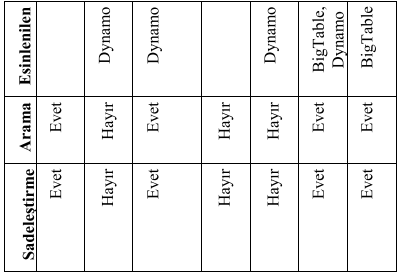 Sadeleştirme Arama Esinlenilen
Evet Evet
Hayır Hayır Dynamo
Evet Evet Dynamo
Hayır Hayır
Hayır Hayır Dynamo
Evet Evet BigTable,
Dynamo
Evet Evet BigTable